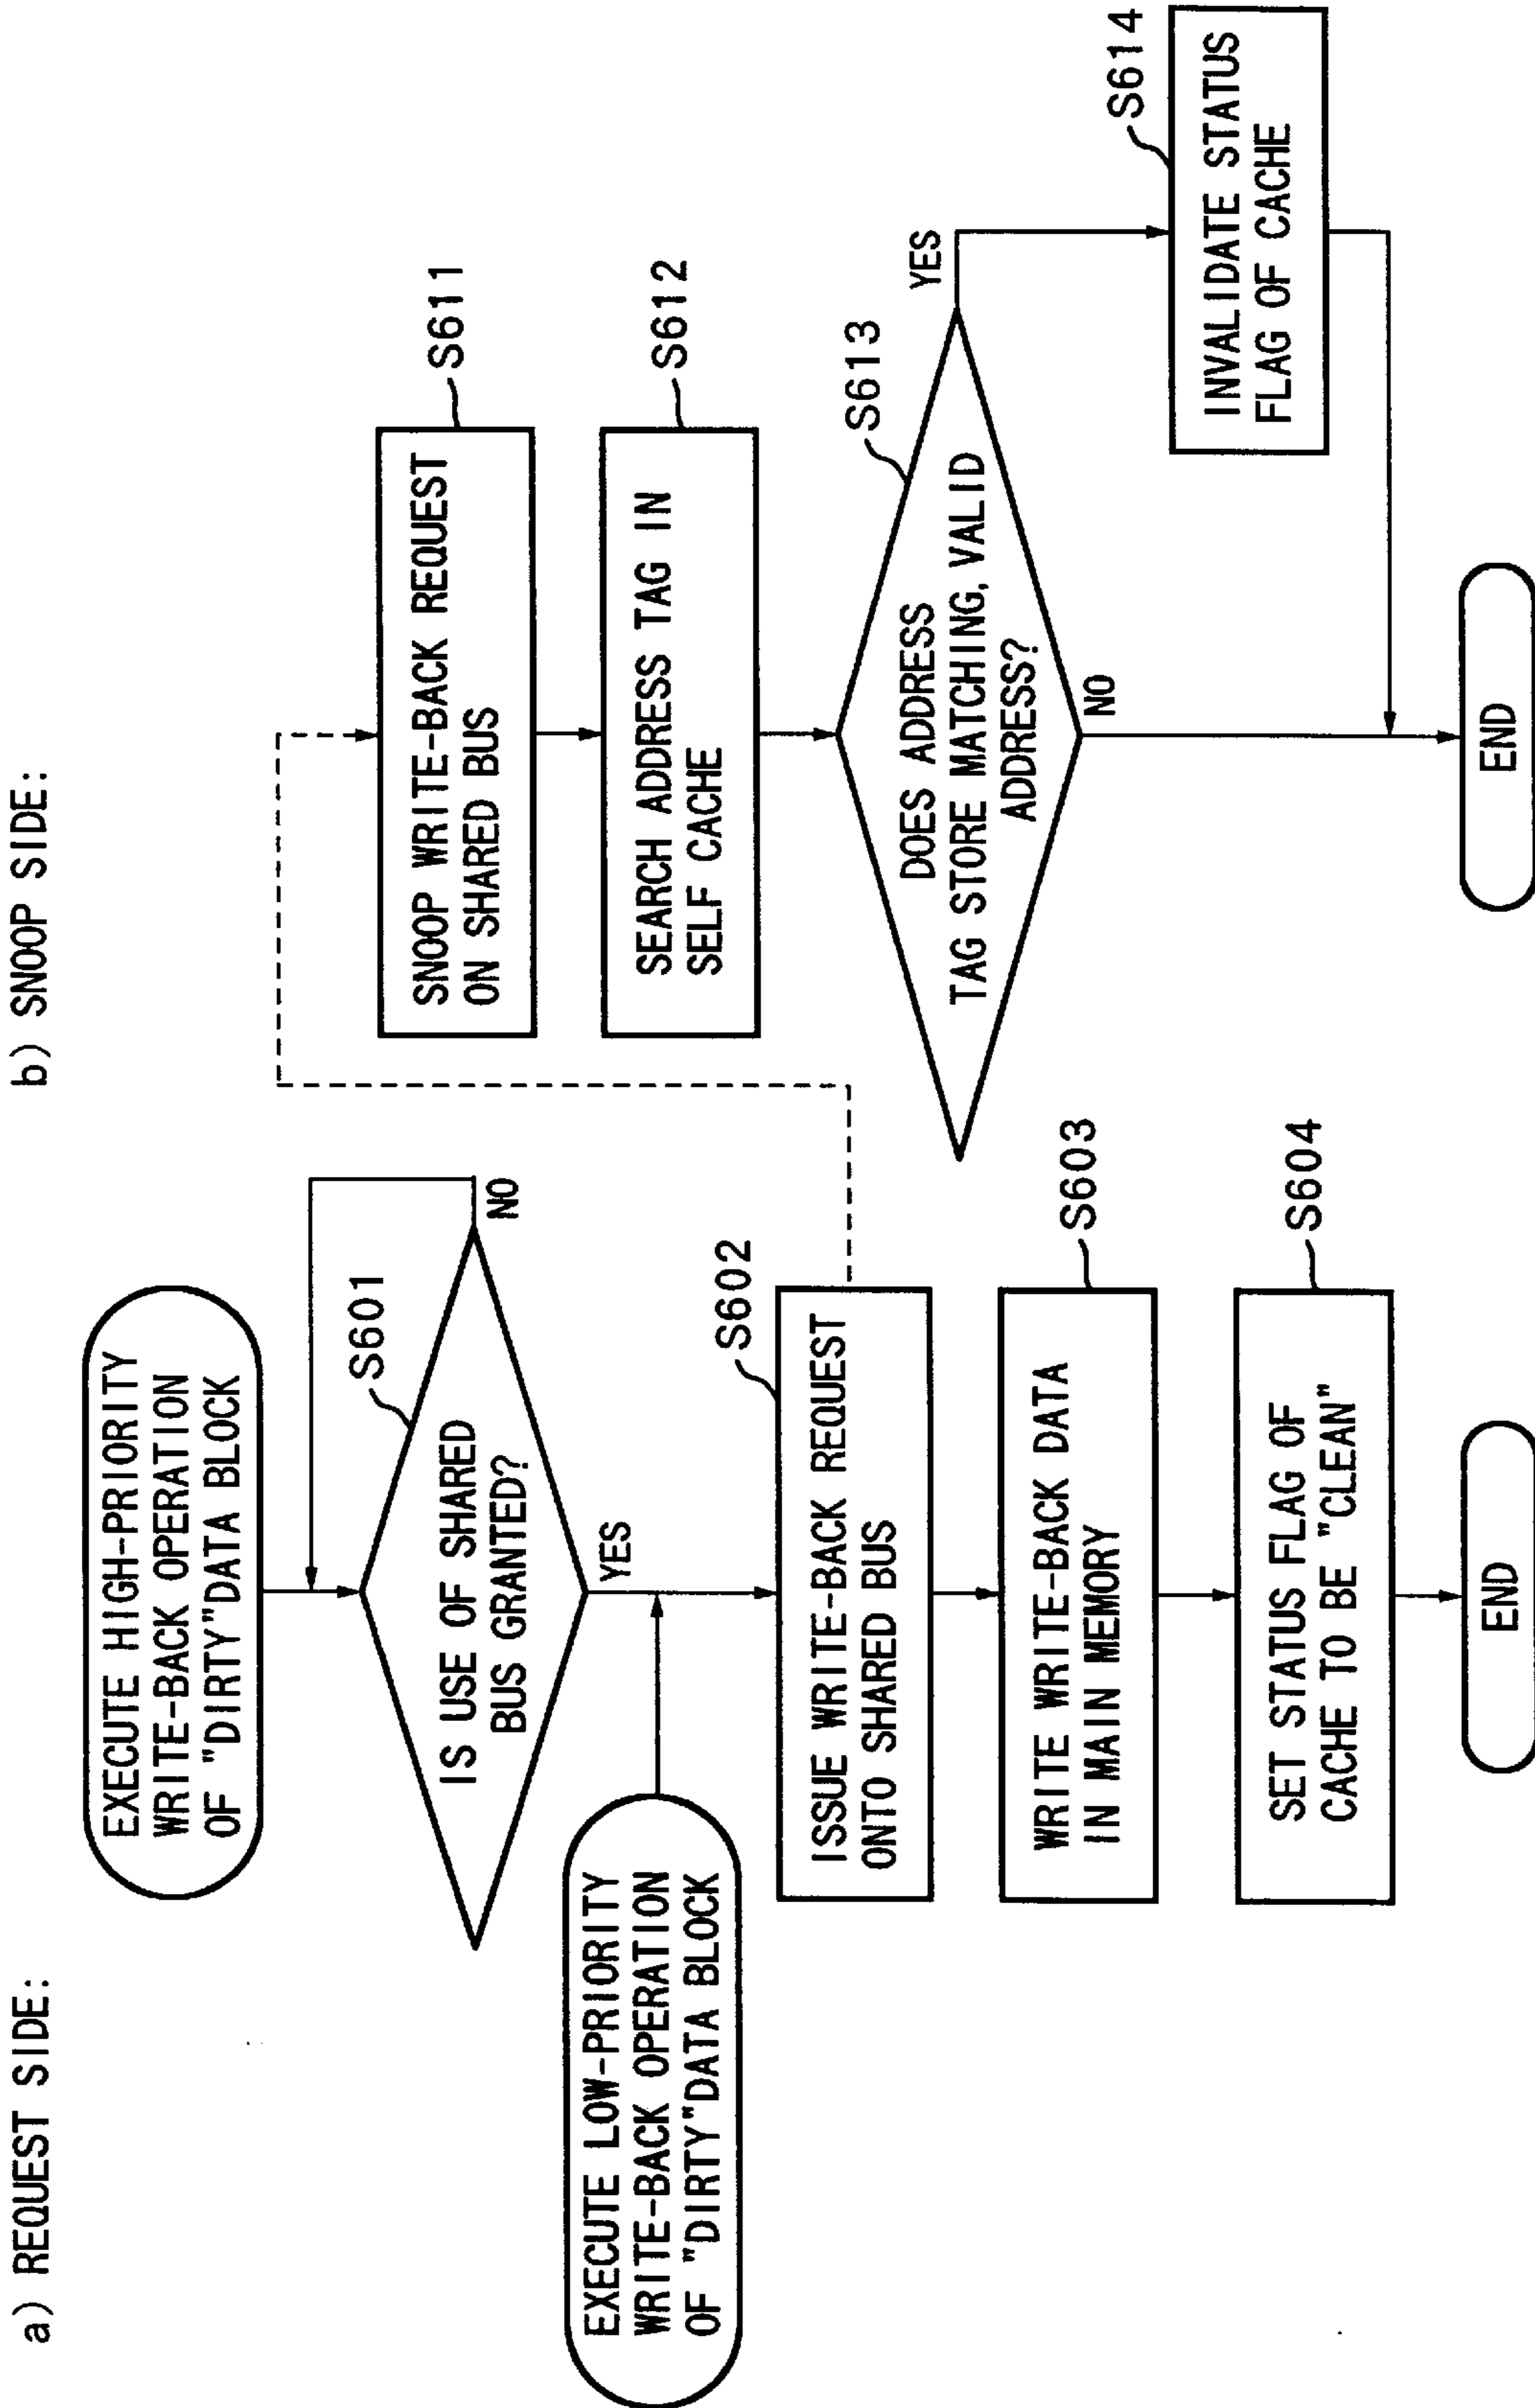 a) REQUEST SIDE:
EXECUTE HIGH-PRIORITY
WRITE-BACK OPERATION
OF "DIRTY"DATA BLOCK
S601
IS USE OF SHARED
BUS GRANTED?
NO
YES
EXECUTE LOW-PRIORITY
WRITE-BACK OPERATION
OF "DIRTY"DATA BLOCK
S602
ISSUE WRITE-BACK REQUEST
ONTO SHARED BUS
S603
WRITE WRITE-BACK DATA
IN MAIN MEMORY
S604
SET STATUS FLAG OF
CACHE TO BE "CLEAN"
END
b) SNOOP SIDE:
S611
SNOOP WRITE-BACK REQUEST
ON SHARED BUS
S612
SEARCH ADDRESS TAG IN
SELF CACHE
S613
DOES ADDRESS
TAG STORE MATCHING, VALID
ADDRESS?
YES
NO
S614
INVALIDATE STATUS
FLAG OF CACHE
END